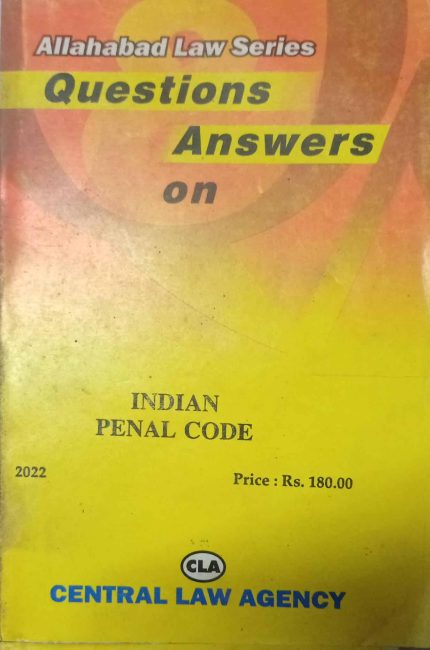 Allahabad Law Series
Questions
Answers
on
INDIAN
PENAL CODE
2022
Price : Rs. 180.00
CLA
CENTRAL LAW AGENCY